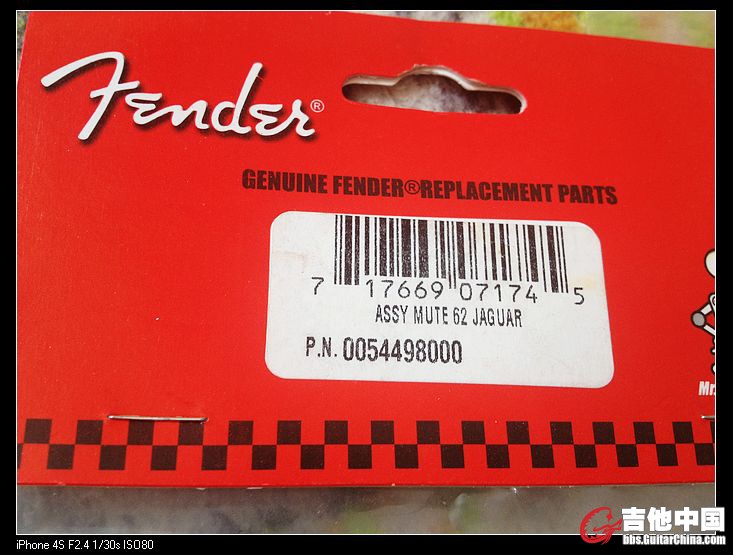 Fender®
GENUINE FENDER®REPLACEMENT PARTS
7 17669 07174 5
ASSY MUTE 62 JAGUAR
P.N. 0054498000
Mr.
吉他中国
bbs.GuitarChina.com
iPhone 4S F2.4 1/30s ISO80